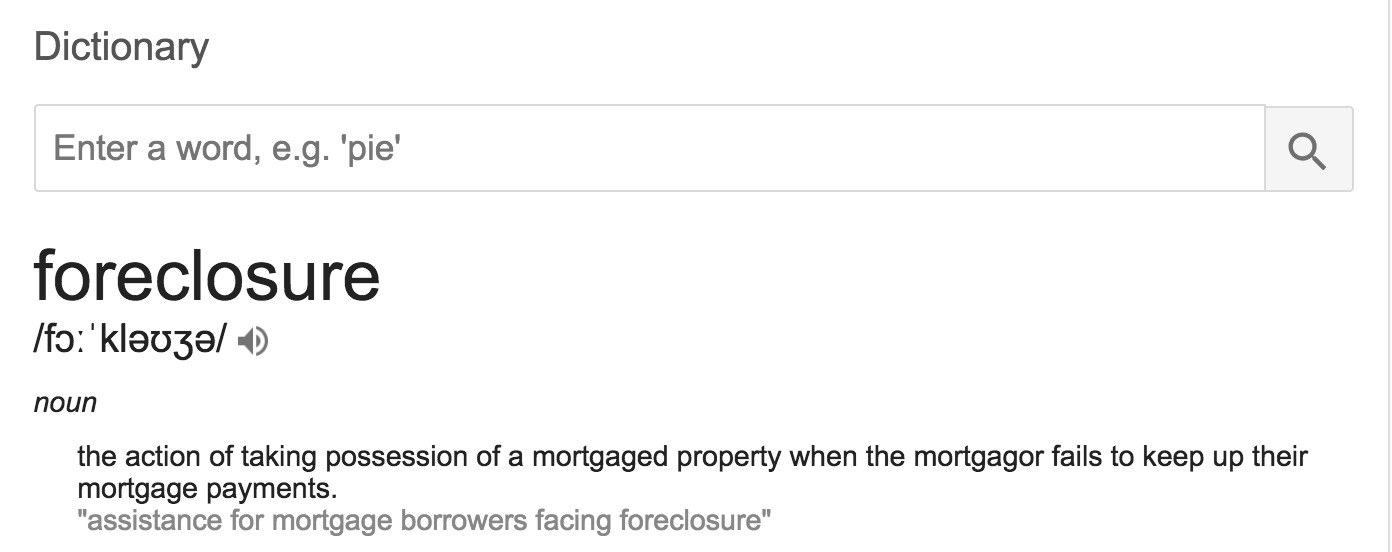 Dictionary
Enter a word, e.g. 'pie'
foreclosure
/fɔːˈkləʊʒə/
noun
the action of taking possession of a mortgaged property when the mortgagor fails to keep up their
mortgage payments.
"assistance for mortgage borrowers facing foreclosure"